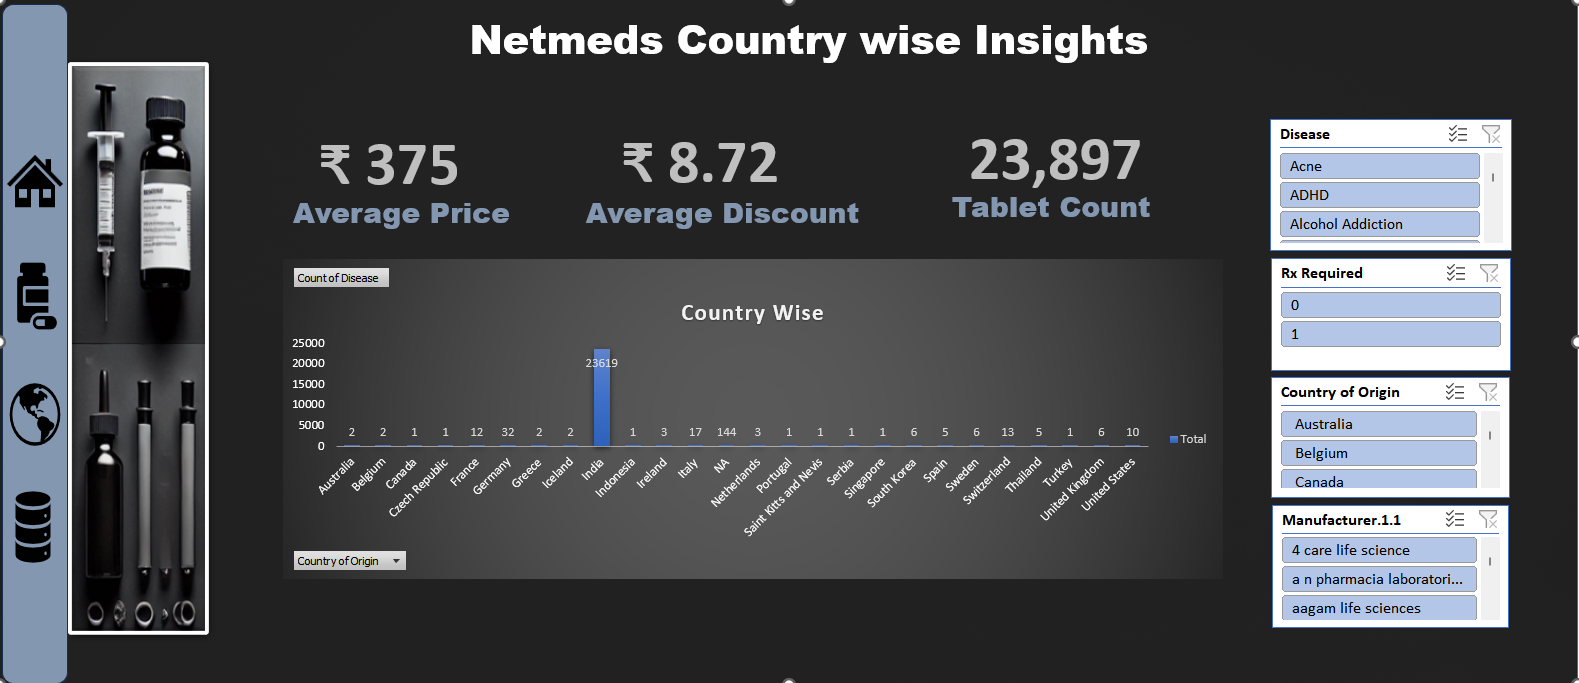 Netmeds Country wise Insights
₹ 375
Average Price
₹ 8.72
Average Discount
23,897
Tablet Count
Count of Disease
Country Wise
25000
20000
15000
10000
5000
0
2
2
1
1
12
32
2
2
23619
1
3
17
144
3
1
1
1
1
6
5
6
13
5
1
6
10
Australia
Belgium
Canada
Czech Republic
France
Germany
Greece
Iceland
India
Indonesia
Ireland
Italy
NA
Netherlands
Portugal
Saint Kitts and Nevis
Serbia
Singapore
South Korea
Spain
Sweden
Switzerland
Thailand
Turkey
United Kingdom
United States
Total
Country of Origin
Disease
Acne
ADHD
Alcohol Addiction
Rx Required
0
1
Country of Origin
Australia
Belgium
Canada
Manufacturer.1.1
4 care life science
a n pharmacia laboratori...
aagam life sciences